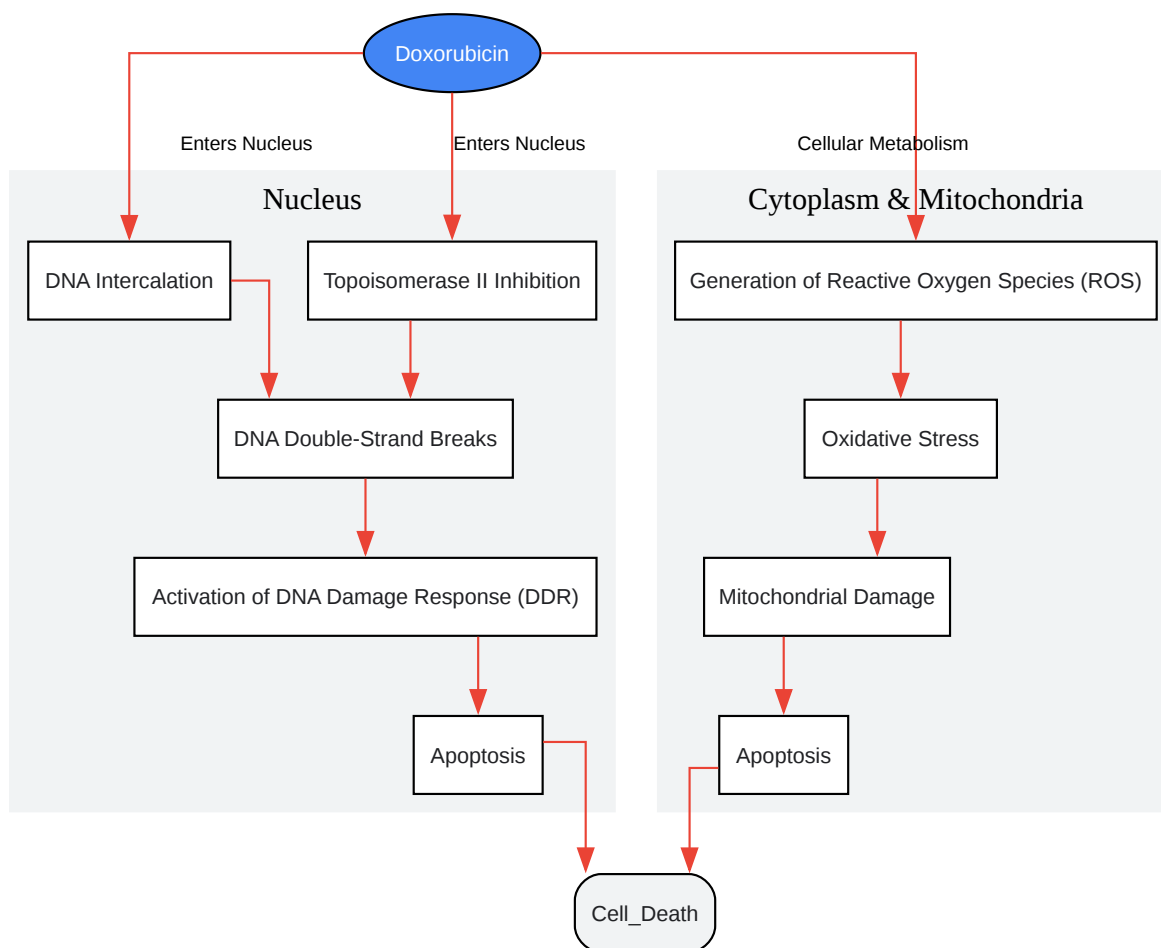 Doxorubicin
Enters Nucleus
Enters Nucleus
Cellular Metabolism
Nucleus
Cytoplasm & Mitochondria
DNA Intercalation
Topoisomerase II Inhibition
Generation of Reactive Oxygen Species (ROS)
DNA Double-Strand Breaks
Oxidative Stress
Activation of DNA Damage Response (DDR)
Mitochondrial Damage
Apoptosis
Apoptosis
Cell_Death